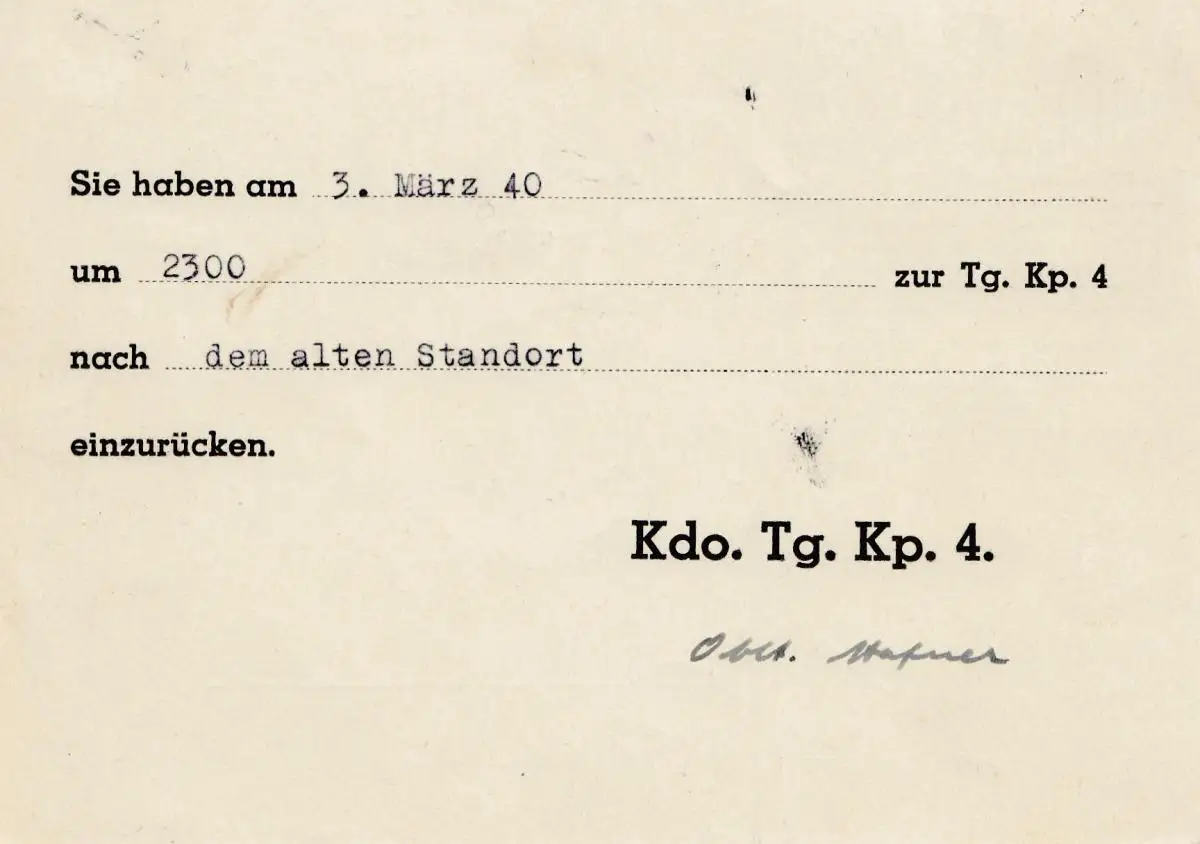 Sie haben am 3. März 40
um 2300 zur Tg. Kp. 4
nach dem alten Standort
einzurücken.
Kdo. Tg. Kp. 4.
Oblt. Hafner